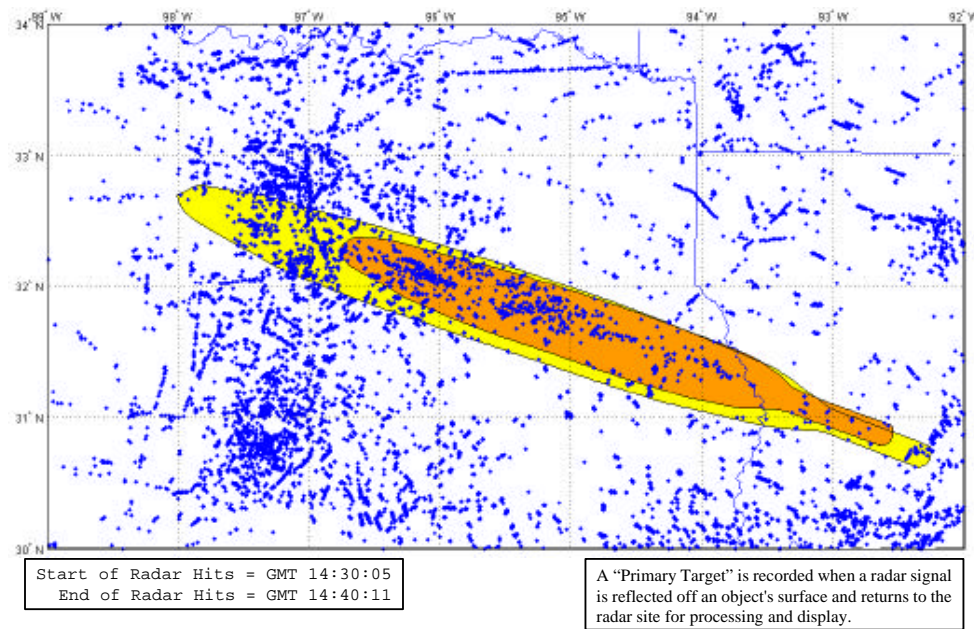 99°W 98°W 97°W 96°W 95°W 94°W 93°W 92°W
34°N
33°N
32°N
31°N
30°N
Start of Radar Hits = GMT 14:30:05
End of Radar Hits = GMT 14:40:11
A “Primary Target” is recorded when a radar signal
is reflected off an object's surface and returns to the
radar site for processing and display.